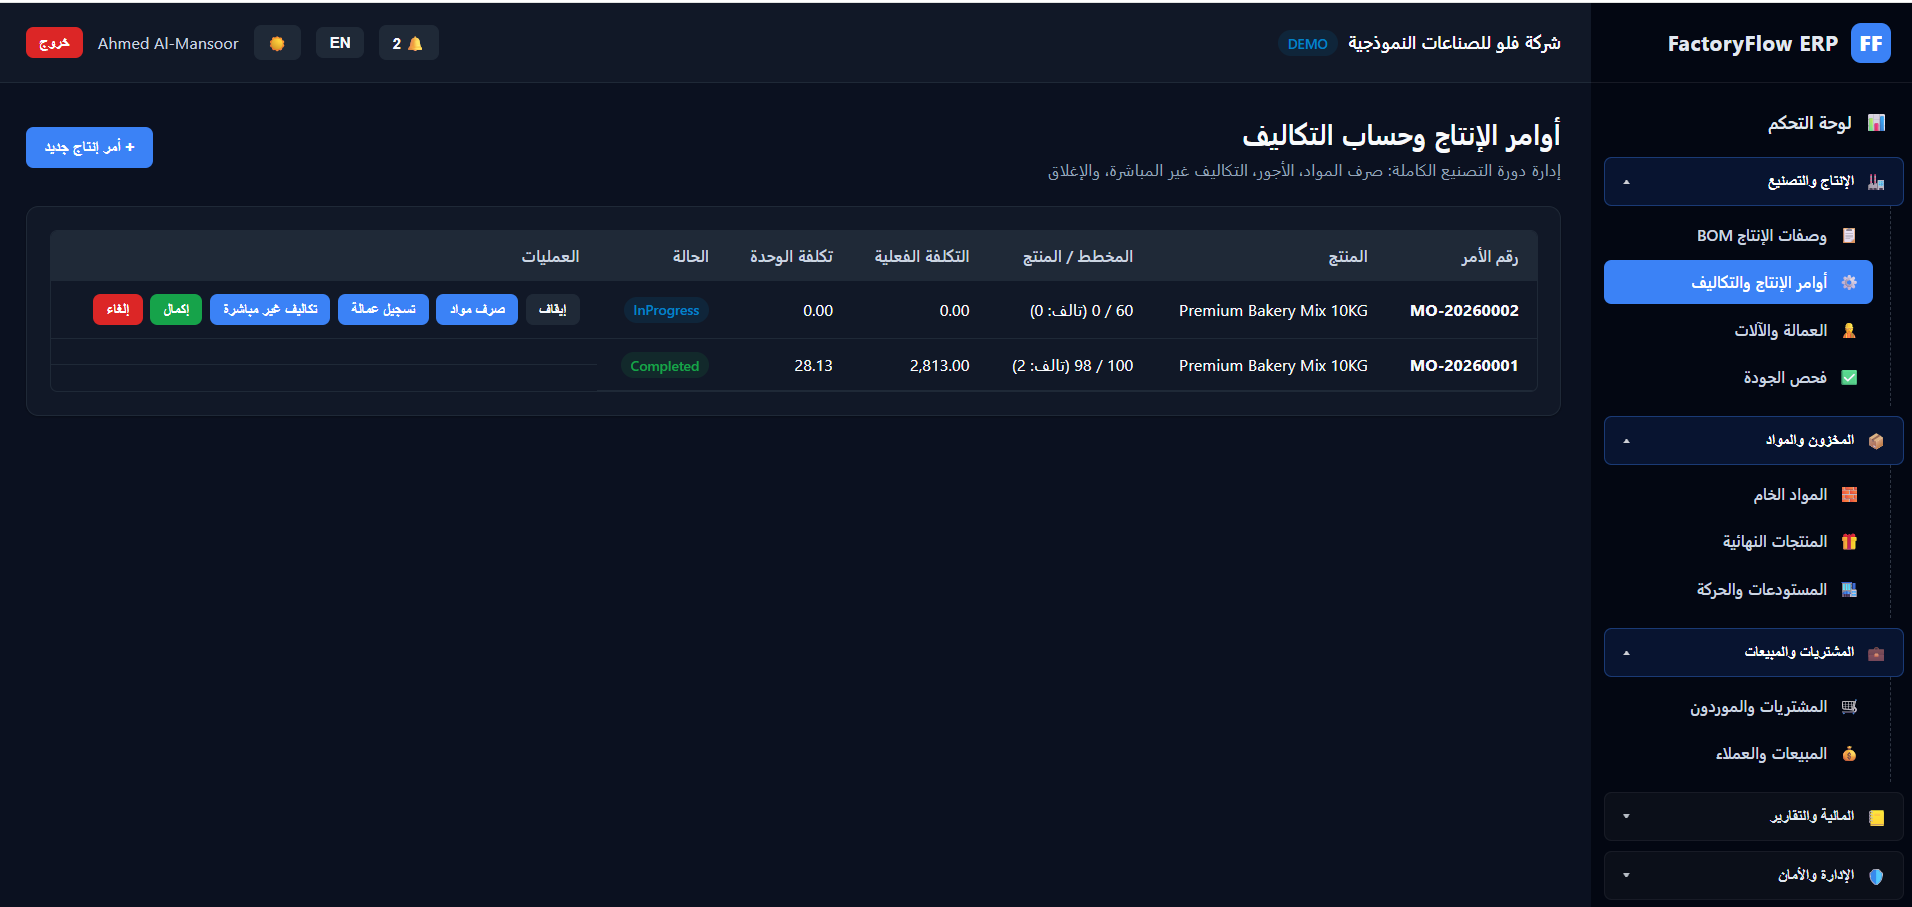 FF FactoryFlow ERP
شركة فلو للصناعات النموذجية DEMO
2
EN
Ahmed Al-Mansoor
خروج
لوحة التحكم
الإنتاج والتصنيع
وصفات الإنتاج BOM
أوامر الإنتاج والتكاليف
العمالة والآلات
فحص الجودة
المخزون والمواد
المواد الخام
المنتجات النهائية
المستودعات والحركة
المشتريات والمبيعات
المشتريات والموردون
المبيعات والعملاء
المالية والتقارير
الإدارة والأمان
أوامر الإنتاج وحساب التكاليف
إدارة دورة التصنيع الكاملة: صرف المواد، الأجور، التكاليف غير المباشرة، والإغلاق
+ أمر إنتاج جديد
رقم الأمر المنتج المخطط / المنتج التكلفة الفعلية تكلفة الوحدة الحالة العمليات
MO-20260002 Premium Bakery Mix 10KG 60 / 0 (تالف: 0) 0.00 0.00 InProgress إيقاف صرف مواد تسجيل عمالة تكاليف غير مباشرة إكمال إلغاء
MO-20260001 Premium Bakery Mix 10KG 100 / 98 (تالف: 2) 2,813.00 28.13 Completed